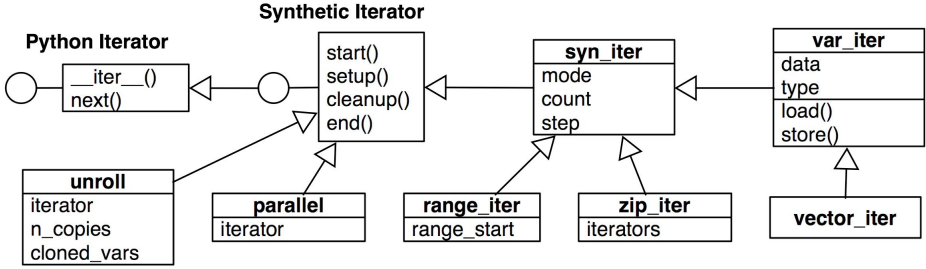 Synthetic Iterator
Python Iterator
__iter__()
next()
start()
setup()
cleanup()
end()
syn_iter
mode
count
step
var_iter
data
type
load()
store()
unroll
iterator
n_copies
cloned_vars
parallel
iterator
range_iter
range_start
zip_iter
iterators
vector_iter